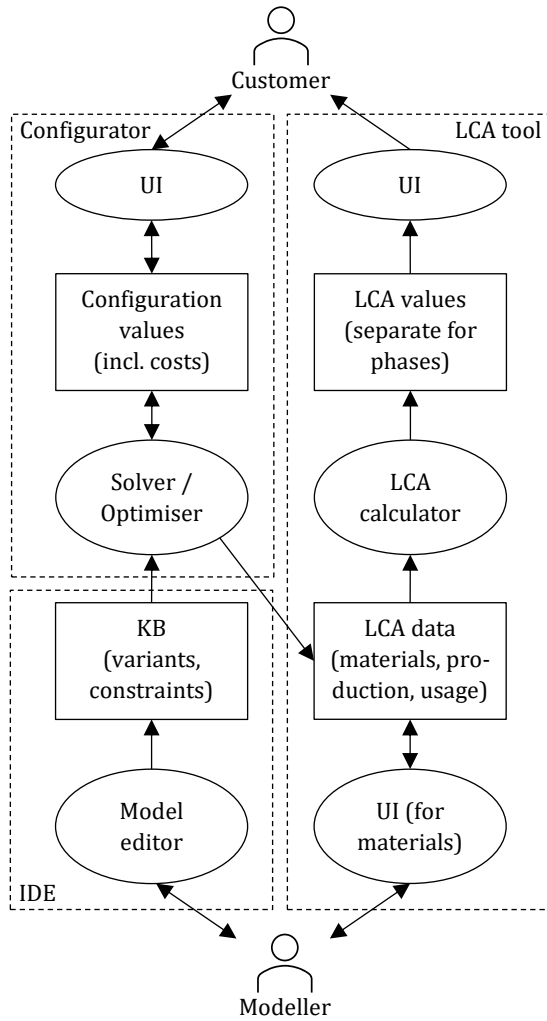 Customer
Configurator
LCA tool
UI
UI
Configuration
values
(incl. costs)
LCA values
(separate for
phases)
Solver /
Optimiser
LCA
calculator
KB
(variants,
constraints)
LCA data
(materials, pro-
duction, usage)
Model
editor
UI (for
materials)
IDE
Modeller